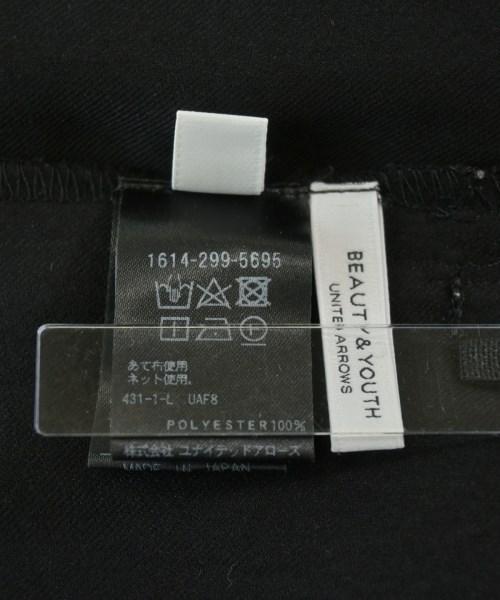 1614-299-5695
あて布使用
ネット使用。
431-1-L UAF8
POLYESTER100%
株式会社 ユナイテッドアローズ
MADE IN JAPAN
BEAUTY & YOUTH
UNITED ARROWS